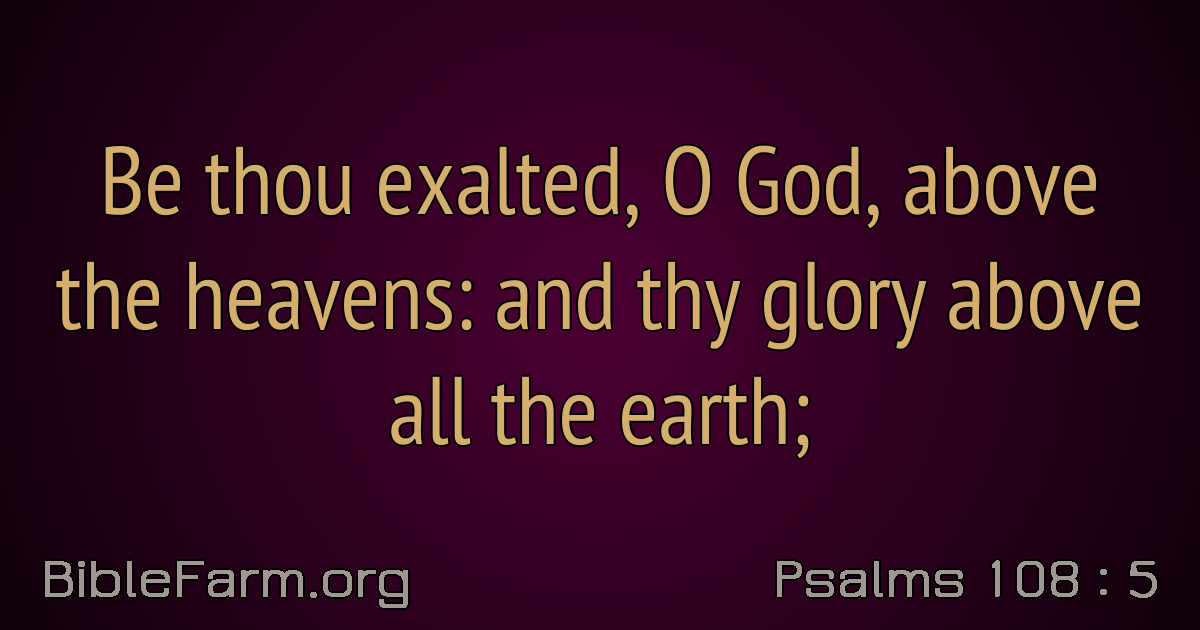 Be thou exalted, O God, above
the heavens: and thy glory above
all the earth;
BibleFarm.org
Psalms 108 : 5